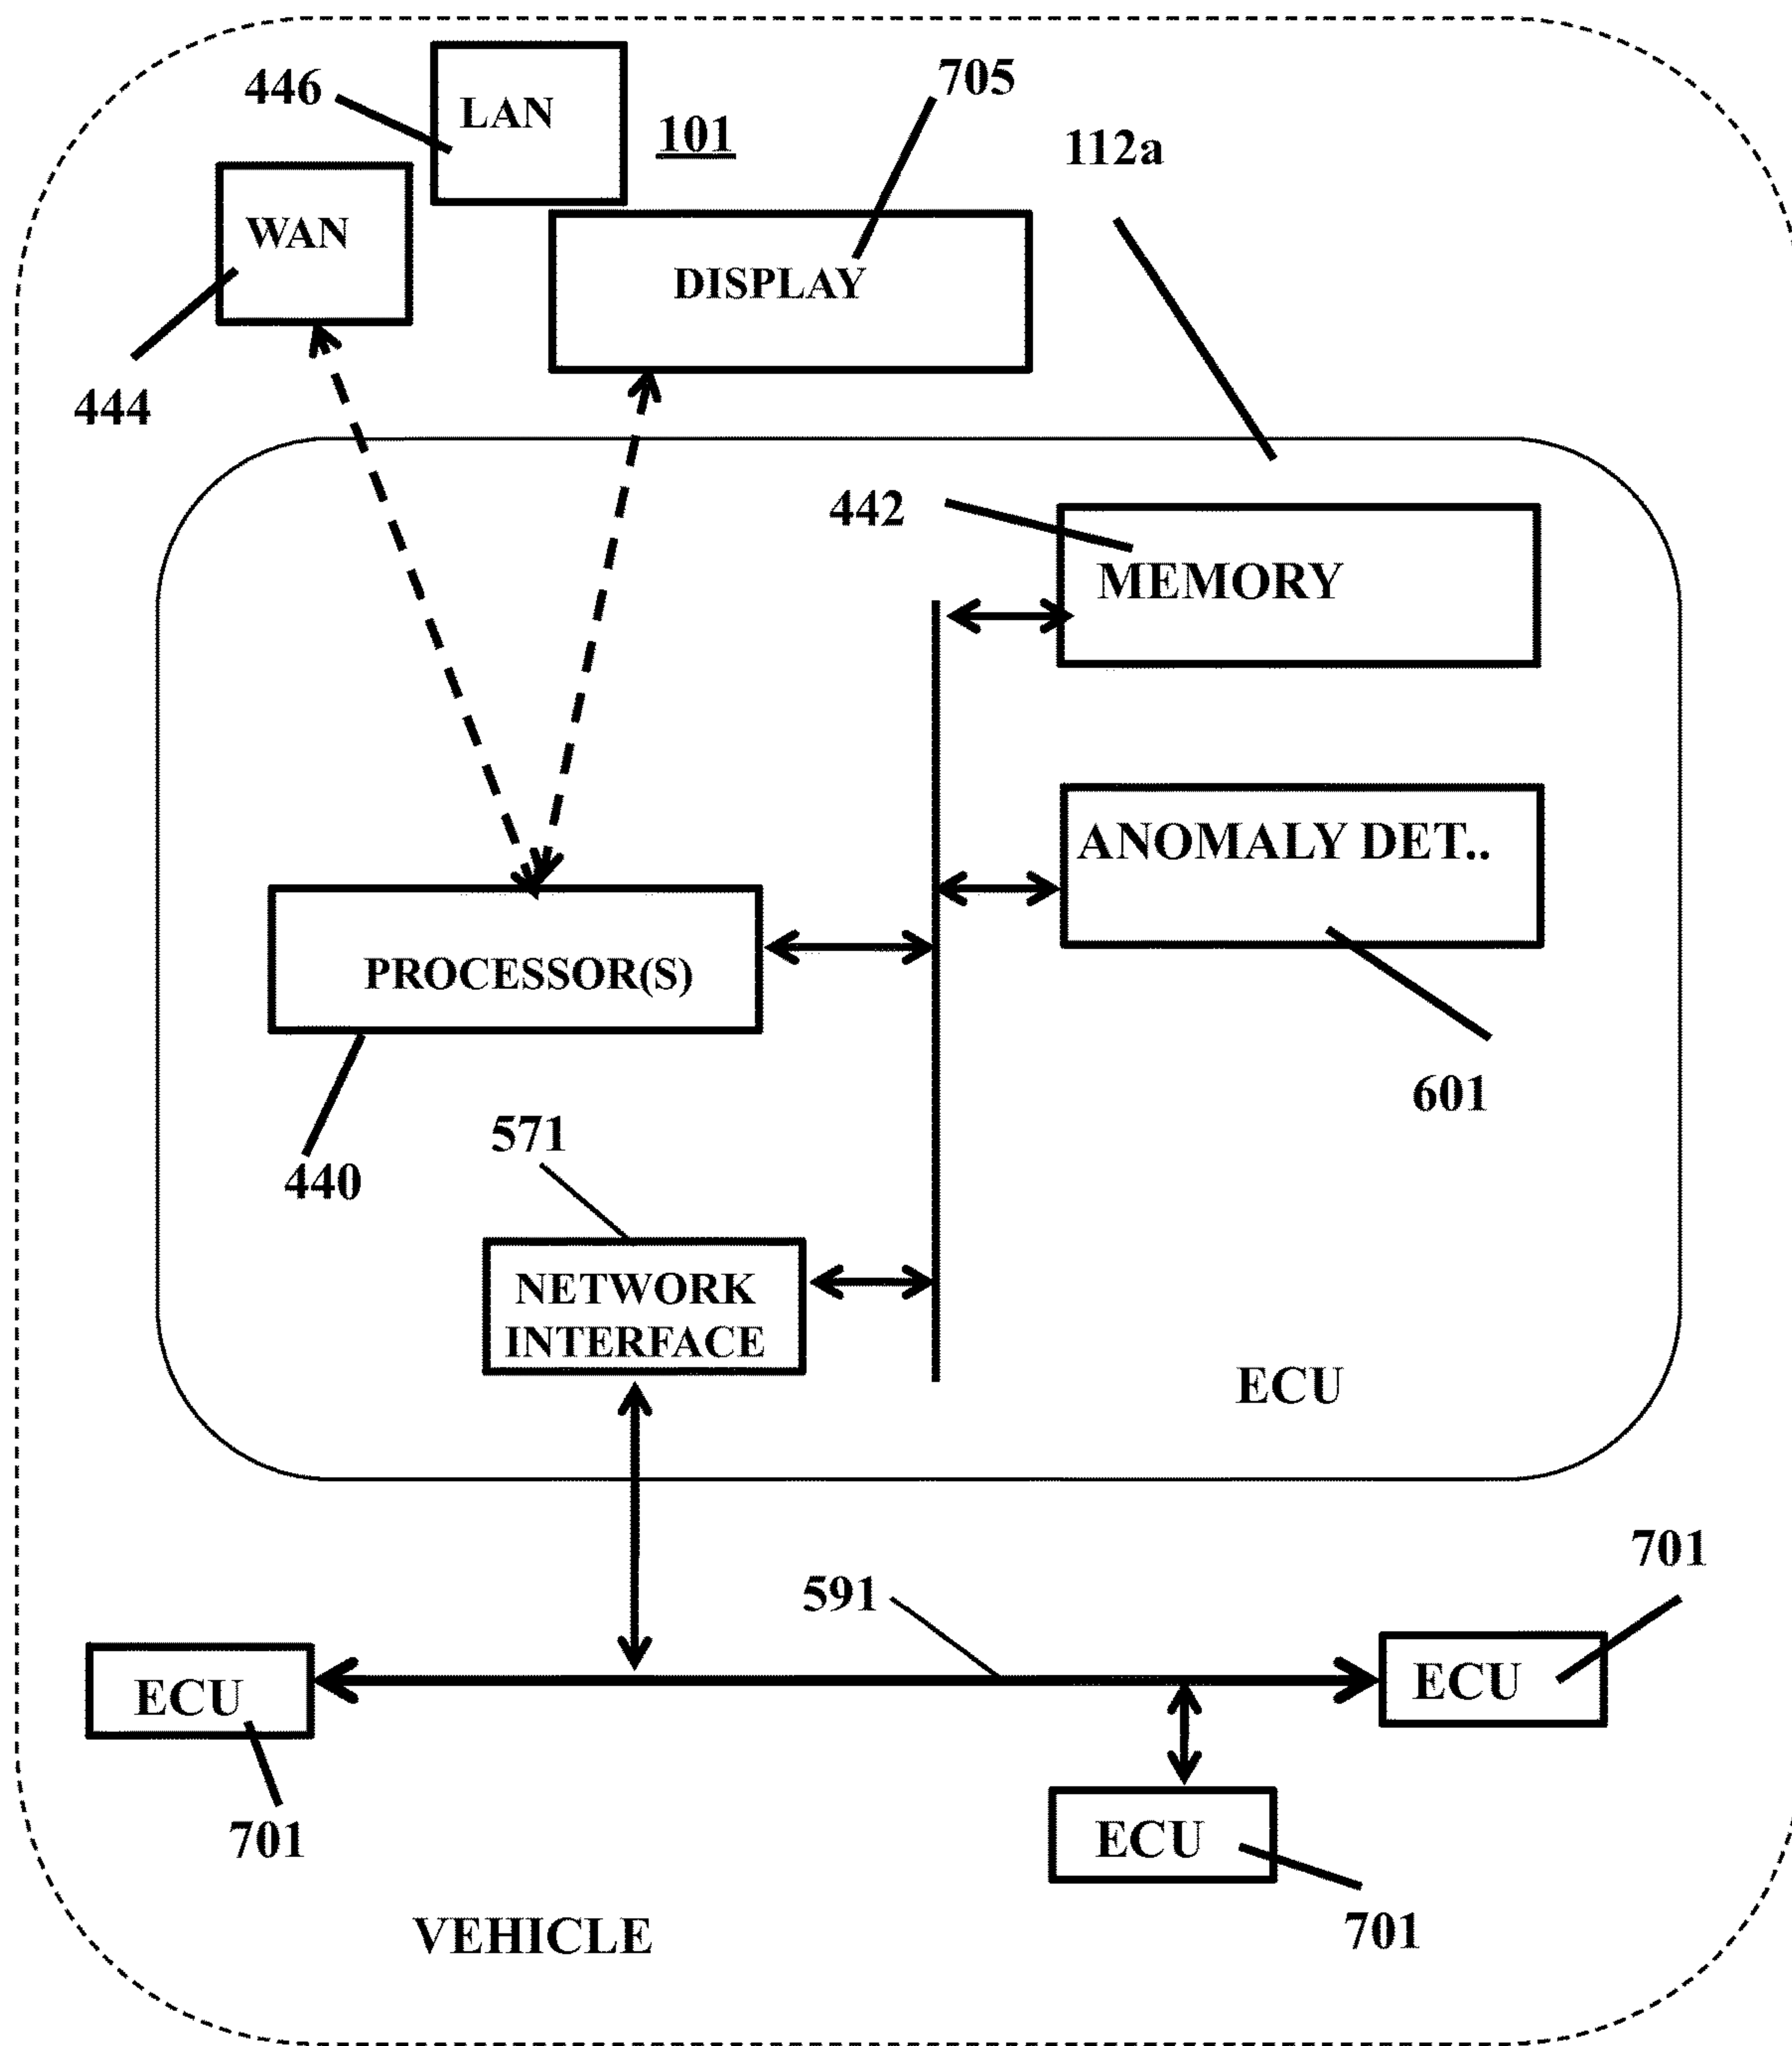 705
446
LAN
101
112a
WAN
DISPLAY
444
442
MEMORY
ANOMALY DET..
PROCESSOR(S)
601
571
440
NETWORK
INTERFACE
ECU
701
591
ECU
ECU
701
ECU
701
VEHICLE